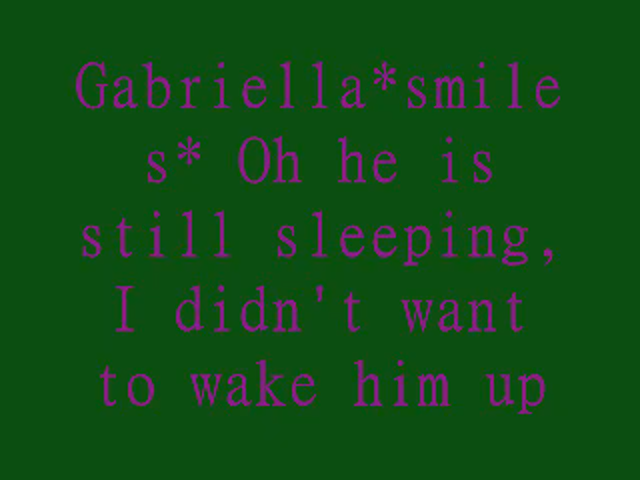 Gabriella*smile
s* Oh he is
still sleeping,
I didn't want
to wake him up